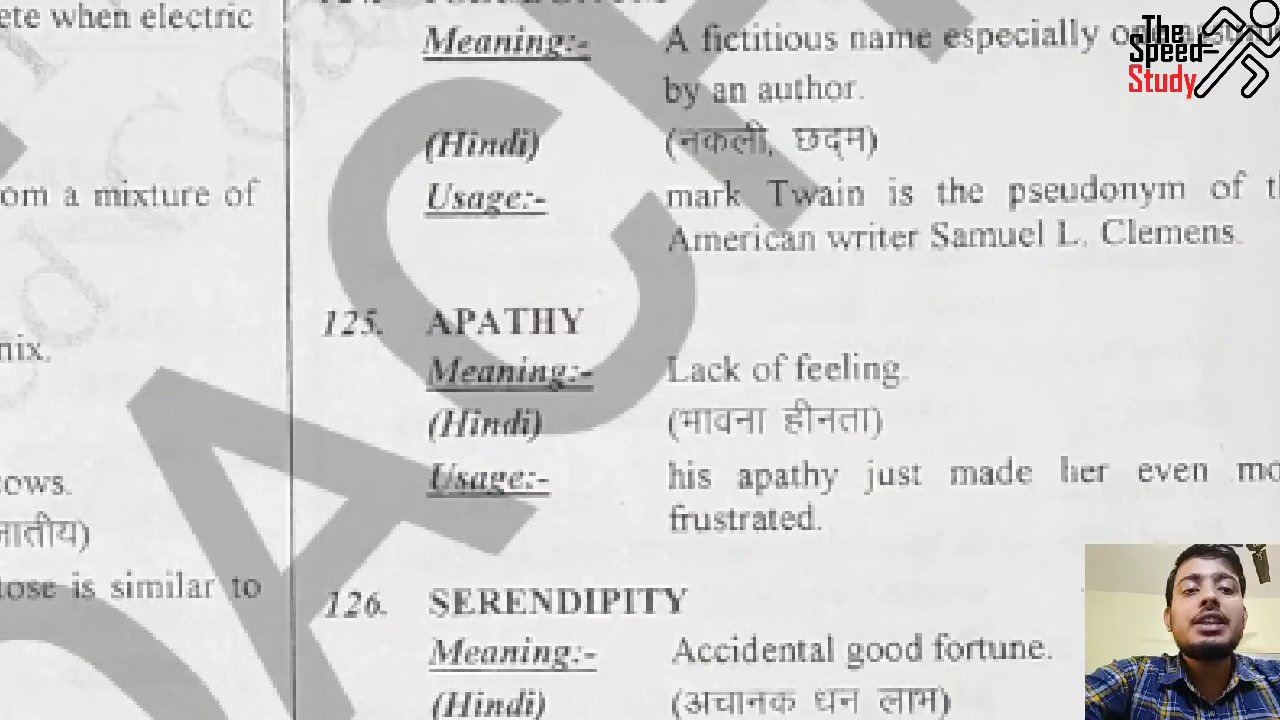 ete when electric
om a mixture of
nix.
cows.
जातीय)
tose is similar to
Meaning:- A fictitious name especially one
by an author.
(Hindi) (नकली, छद्म)
Usage:- mark Twain is the pseudonym of
American writer Samuel L. Clemens.
125. APATHY
Meaning:- Lack of feeling.
(Hindi) (भावना हीनता)
Usage:- his apathy just made her even mo
frustrated.
126. SERENDIPITY
Meaning:- Accidental good fortune.
(Hindi) (अचानक धन लाभ)
The
Speed
Study